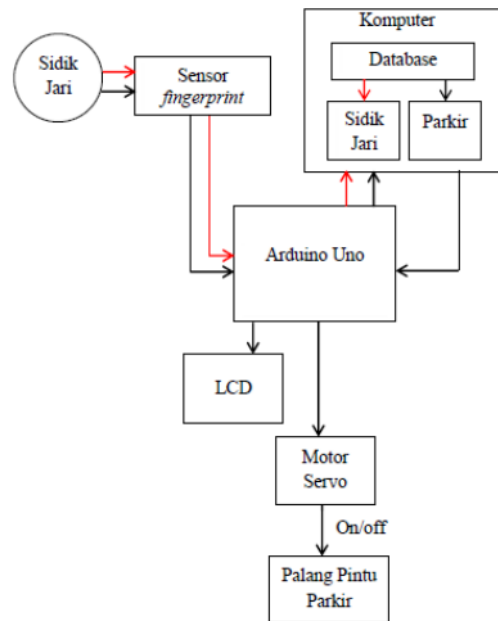 Sidik
Jari
Sensor
fingerprint
Komputer
Database
Sidik
Jari
Parkir
Arduino Uno
LCD
Motor
Servo
On/off
Palang Pintu
Parkir